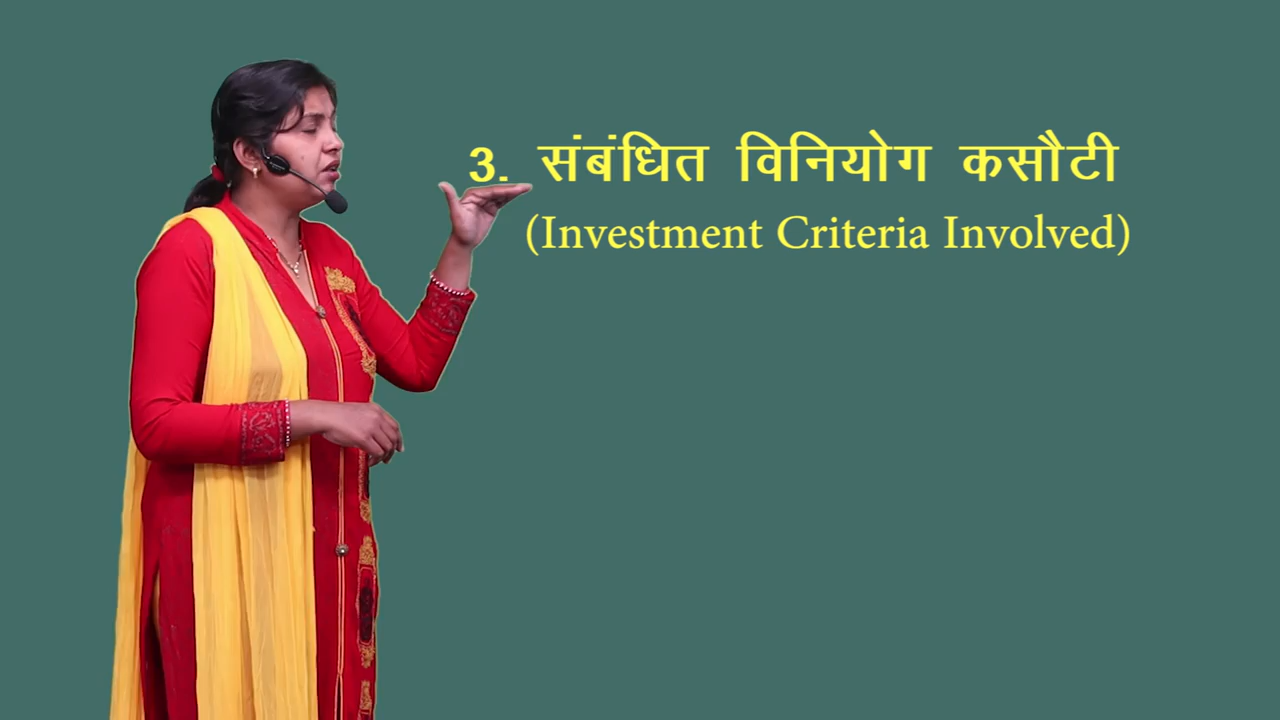 3. संबंधित विनियोग कसौटी
(Investment Criteria Involved)